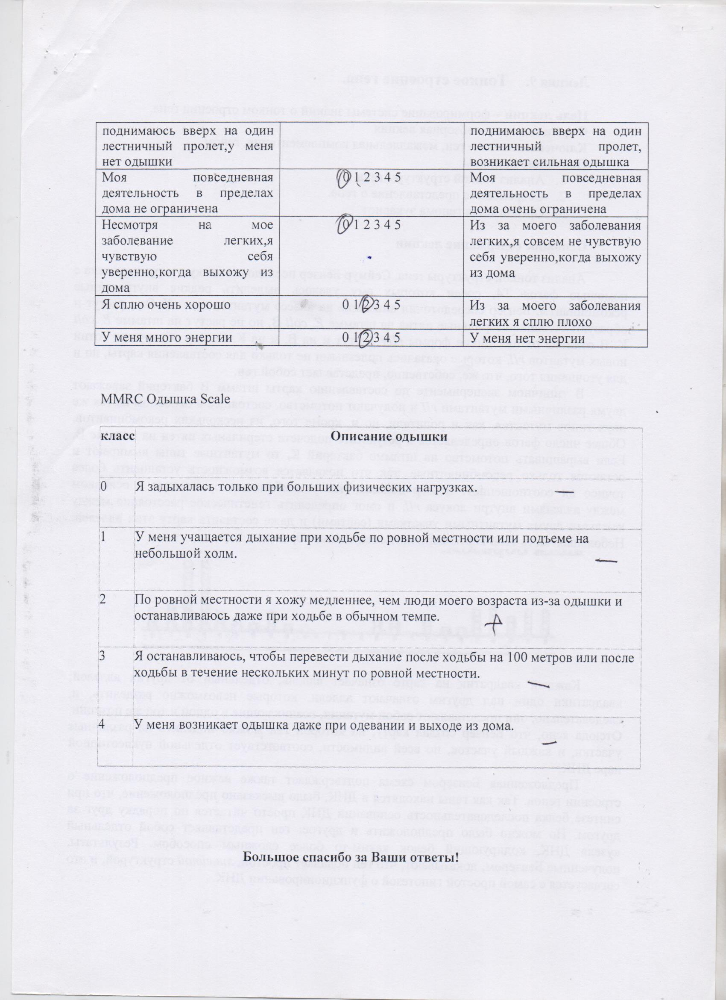 поднимаюсь вверх на один
лестничный пролет,у меня
нет одышки
поднимаюсь вверх на один
лестничный пролет,
возникает сильная одышка
Моя повседневная
деятельность в пределах
дома не ограничена
0 1 2 3 4 5
Моя повседневная
деятельность в пределах
дома очень ограничена
Несмотря на мое
заболевание легких,я
чувствую себя
уверенно,когда выхожу из
дома
0 1 2 3 4 5
Из за моего заболевания
легких,я совсем не чувствую
себя уверенно,когда выхожу
из дома
Я сплю очень хорошо
0 1 2 3 4 5
Из за моего заболевания
легких я сплю плохо
У меня много энергии
0 1 2 3 4 5
У меня нет энергии
MMRC Одышка Scale
класс Описание одышки
0 Я задыхалась только при больших физических нагрузках. —
1 У меня учащается дыхание при ходьбе по ровной местности или подъеме на
небольшой холм. —
2 По ровной местности я хожу медленнее, чем люди моего возраста из-за одышки и
останавливаюсь даже при ходьбе в обычном темпе. +
3 Я останавливаюсь, чтобы перевести дыхание после ходьбы на 100 метров или после
ходьбы в течение нескольких минут по ровной местности. —
4 У меня возникает одышка даже при одевании и выходе из дома. —
Большое спасибо за Ваши ответы!